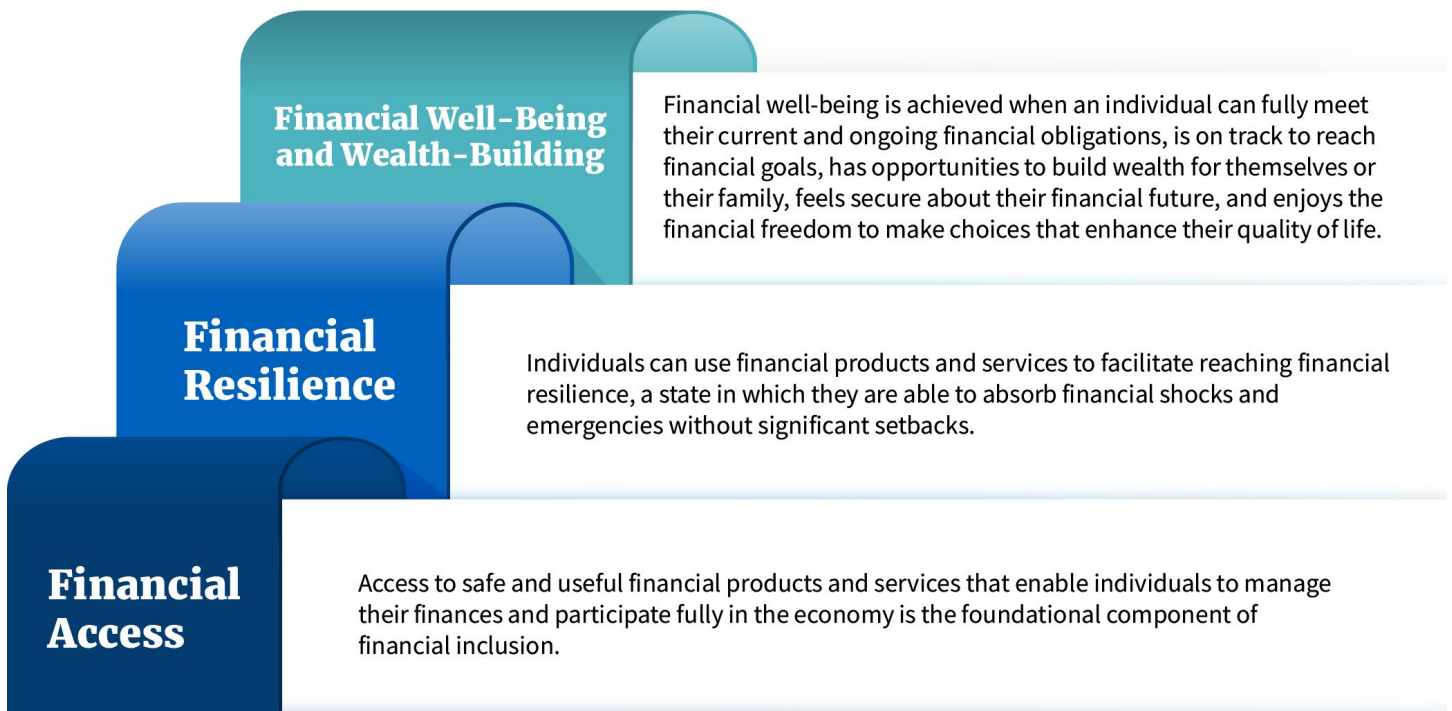 Financial Well-Being
and Wealth-Building
Financial well-being is achieved when an individual can fully meet
their current and ongoing financial obligations, is on track to reach
financial goals, has opportunities to build wealth for themselves or
their family, feels secure about their financial future, and enjoys the
financial freedom to make choices that enhance their quality of life.
Financial
Resilience
Individuals can use financial products and services to facilitate reaching financial
resilience, a state in which they are able to absorb financial shocks and
emergencies without significant setbacks.
Financial
Access
Access to safe and useful financial products and services that enable individuals to manage
their finances and participate fully in the economy is the foundational component of
financial inclusion.